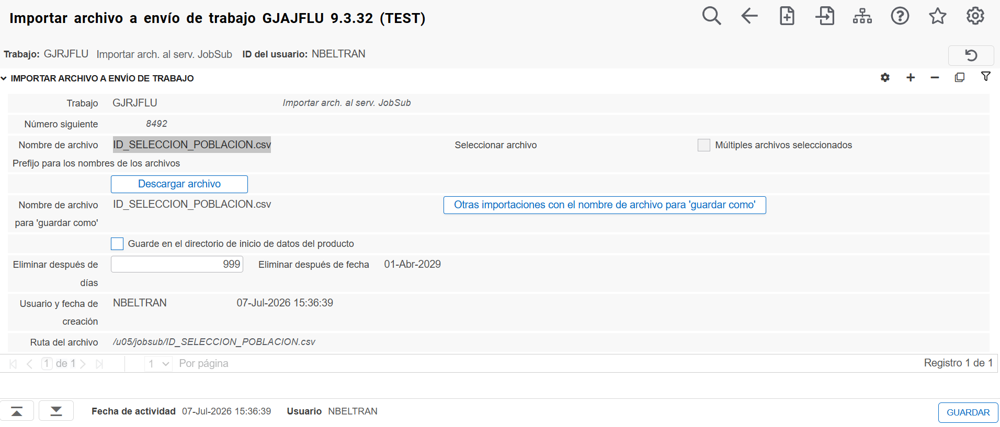 Importar archivo a envío de trabajo GJAJFLU 9.3.32 (TEST)
Trabajo: GJRJFLU Importar arch. al serv. JobSub ID del usuario: NBELTRAN
IMPORTAR ARCHIVO A ENVÍO DE TRABAJO
Trabajo GJRJFLU Importar arch. al serv. JobSub
Número siguiente 8492
Nombre de archivo ID_SELECCION_POBLACION.csv Seleccionar archivo Múltiples archivos seleccionados
Prefijo para los nombres de los archivos
Descargar archivo
Nombre de archivo ID_SELECCION_POBLACION.csv Otras importaciones con el nombre de archivo para 'guardar como'
para 'guardar como'
Guarde en el directorio de inicio de datos del producto
Eliminar después de 999 Eliminar después de fecha 01-Abr-2029
días
Usuario y fecha de NBELTRAN 07-Jul-2026 15:36:39
creación
Ruta del archivo /u05/jobsub/ID_SELECCION_POBLACION.csv
1 de 1 1 Por página Registro 1 de 1
Fecha de actividad 07-Jul-2026 15:36:39 Usuario NBELTRAN GUARDAR